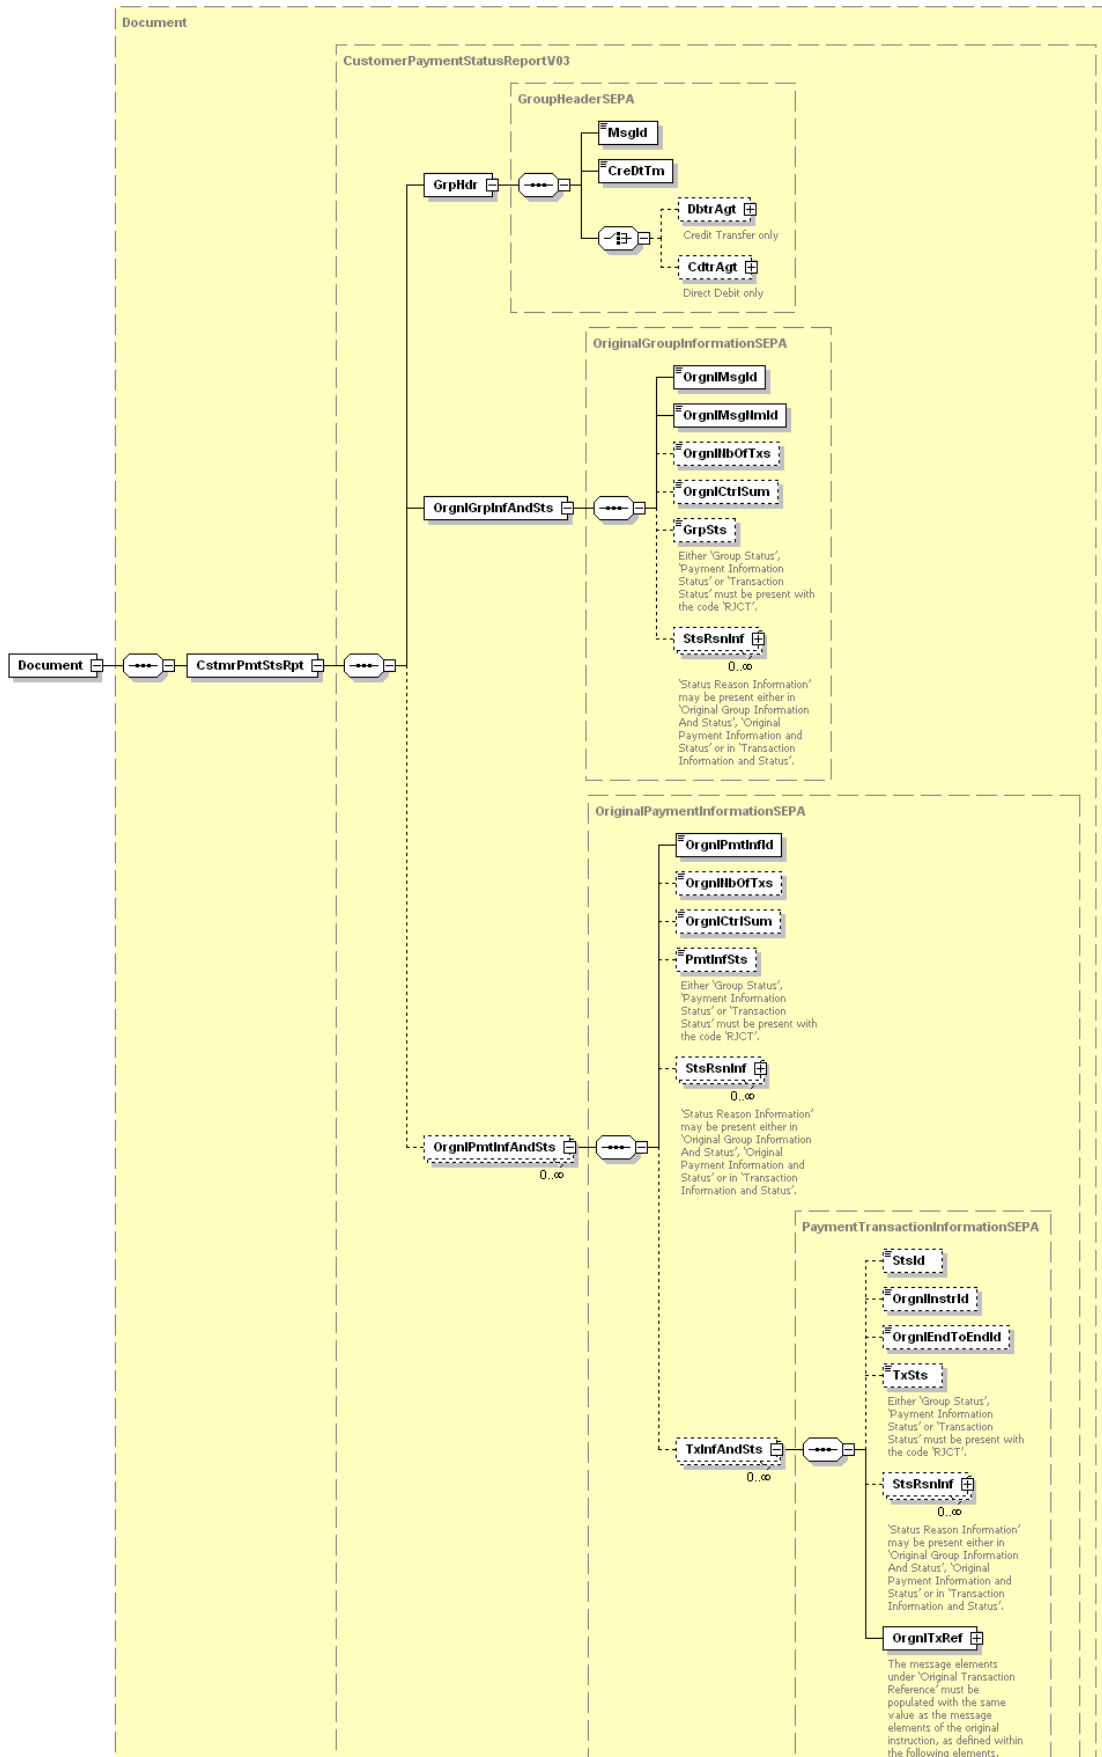 Document
CustomerPaymentStatusReportV03
GroupHeaderSEPA
MsgId
CreDtTm
GrpHdr
DbtrAgt
Credit Transfer only
CdtrAgt
Direct Debit only
OriginalGroupInformationSEPA
OrgnlMsgId
OrgnlMsgNmId
OrgnlNbOfTxs
OrgnlCtrlSum
OrgnlGrpInfAndSts
GrpSts
Either 'Group Status',
'Payment Information
Status' or 'Transaction
Status' must be present with
the code 'RJCT'.
StsRsnInf
0..∞
'Status Reason Information'
may be present either in
'Original Group Information
And Status', 'Original
Payment Information and
Status' or in 'Transaction
Information and Status'.
Document
CstmrPmtStsRpt
OriginalPaymentInformationSEPA
OrgnlPmtInfId
OrgnlNbOfTxs
OrgnlCtrlSum
PmtInfSts
Either 'Group Status',
'Payment Information
Status' or 'Transaction
Status' must be present with
the code 'RJCT'.
StsRsnInf
0..∞
'Status Reason Information'
may be present either in
'Original Group Information
And Status', 'Original
Payment Information and
Status' or in 'Transaction
Information and Status'.
OrgnlPmtInfAndSts
0..∞
PaymentTransactionInformationSEPA
StsId
OrgnlInstrId
OrgnlEndToEndId
TxSts
Either 'Group Status',
'Payment Information
Status' or 'Transaction
Status' must be present with
the code 'RJCT'.
TxInfAndSts
0..∞
StsRsnInf
0..∞
'Status Reason Information'
may be present either in
'Original Group Information
And Status', 'Original
Payment Information and
Status' or in 'Transaction
Information and Status'.
OrgnlTxRef
The message elements
under 'Original Transaction
Reference' must be
populated with the same
value as the message
elements of the original
instruction, as defined within
the following elements.